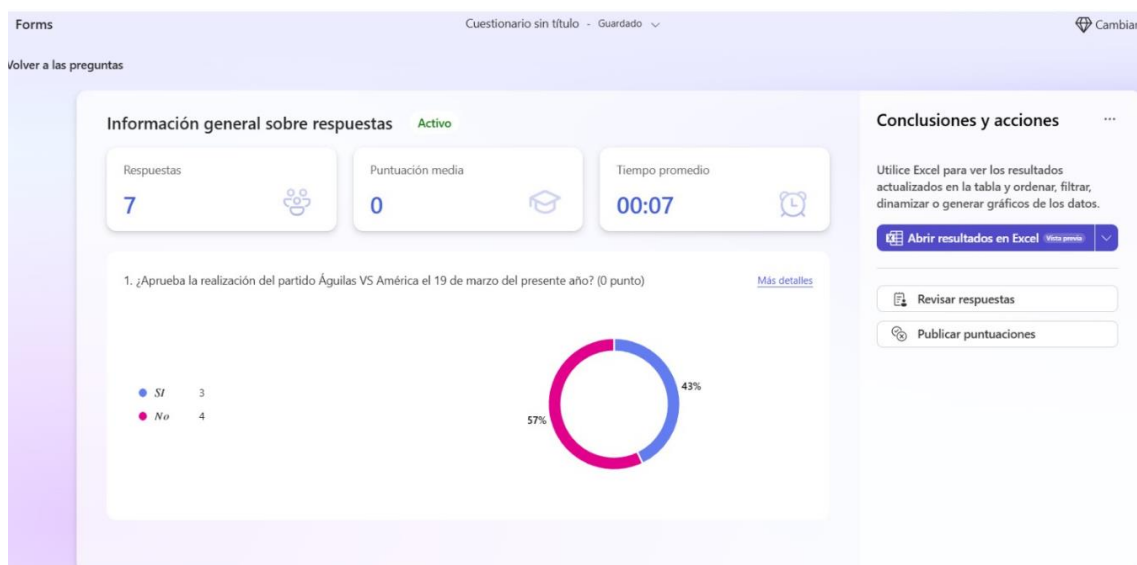 Forms
Cuestionario sin título - Guardado
Cambiar
Volver a las preguntas
Información general sobre respuestas Activo
Respuestas
7
Puntuación media
0
Tiempo promedio
00:07
1. ¿Aprueba la realización del partido Águilas VS América el 19 de marzo del presente año? (0 punto)
Más detalles
SI 3
No 4
43%
57%
Conclusiones y acciones
Utilice Excel para ver los resultados
actualizados en la tabla y ordenar, filtrar,
dinamizar o generar gráficos de los datos.
Abrir resultados en Excel Vista previa
Revisar respuestas
Publicar puntuaciones